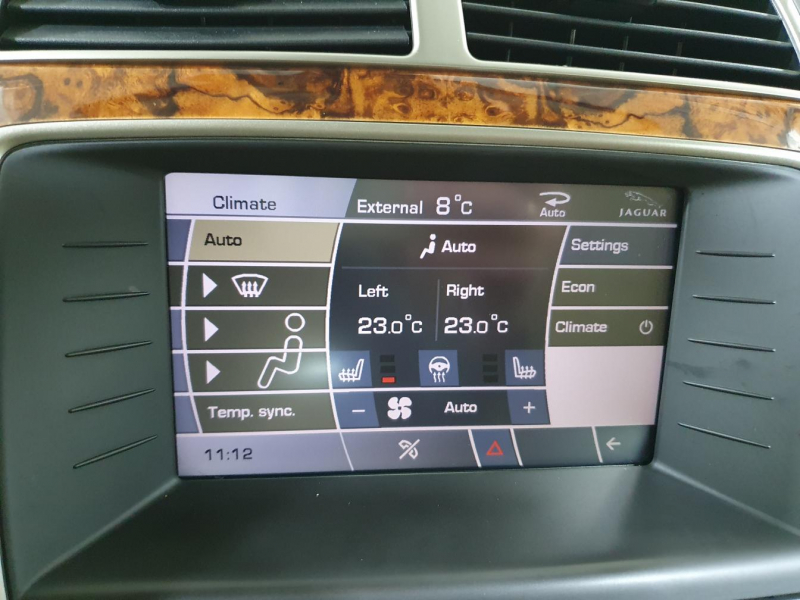 Climate
External 8°C
Auto
JAGUAR
Auto
Auto
Settings
Left
Right
Econ
23.0°C
23.0°C
Climate
Temp. sync.
− Auto +
11:12